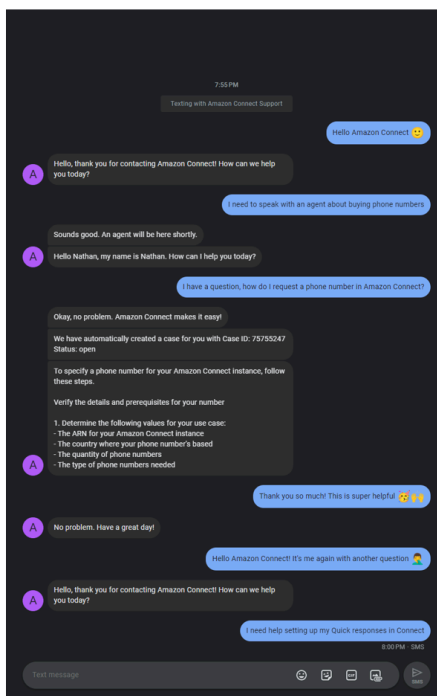 7:55 PM
Texting with Amazon Connect Support
Hello Amazon Connect 🙂
Hello, thank you for contacting Amazon Connect! How can we help
you today?
A
I need to speak with an agent about buying phone numbers
Sounds good. An agent will be here shortly.
Hello Nathan, my name is Nathan. How can I help you today?
A
I have a question, how do I request a phone number in Amazon Connect?
Okay, no problem. Amazon Connect makes it easy!
We have automatically created a case for you with Case ID: 75755247
Status: open
To specify a phone number for your Amazon Connect instance, follow
these steps.
Verify the details and prerequisites for your number
1. Determine the following values for your use case:
- The ARN for your Amazon Connect instance
- The country where your phone number's based
- The quantity of phone numbers
- The type of phone numbers needed
A
Thank you so much! This is super helpful 🥳🙌
A
No problem. Have a great day!
Hello Amazon Connect! It's me again with another question 🤦‍♂️
Hello, thank you for contacting Amazon Connect! How can we help
you today?
A
I need help setting up my Quick responses in Connect
8:00 PM · SMS
Text message
GIF
SMS